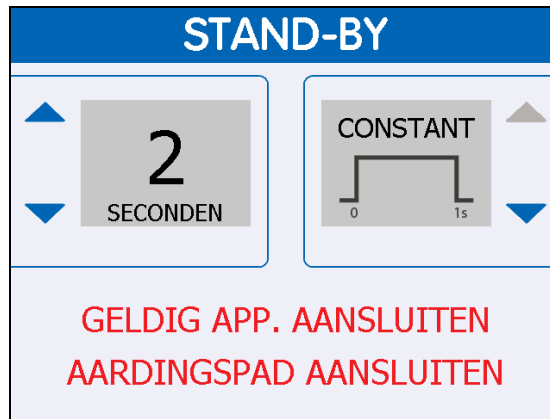 STAND-BY
2
SECONDEN
CONSTANT
0 1s
GELDIG APP. AANSLUITEN
AARDINGSPAD AANSLUITEN